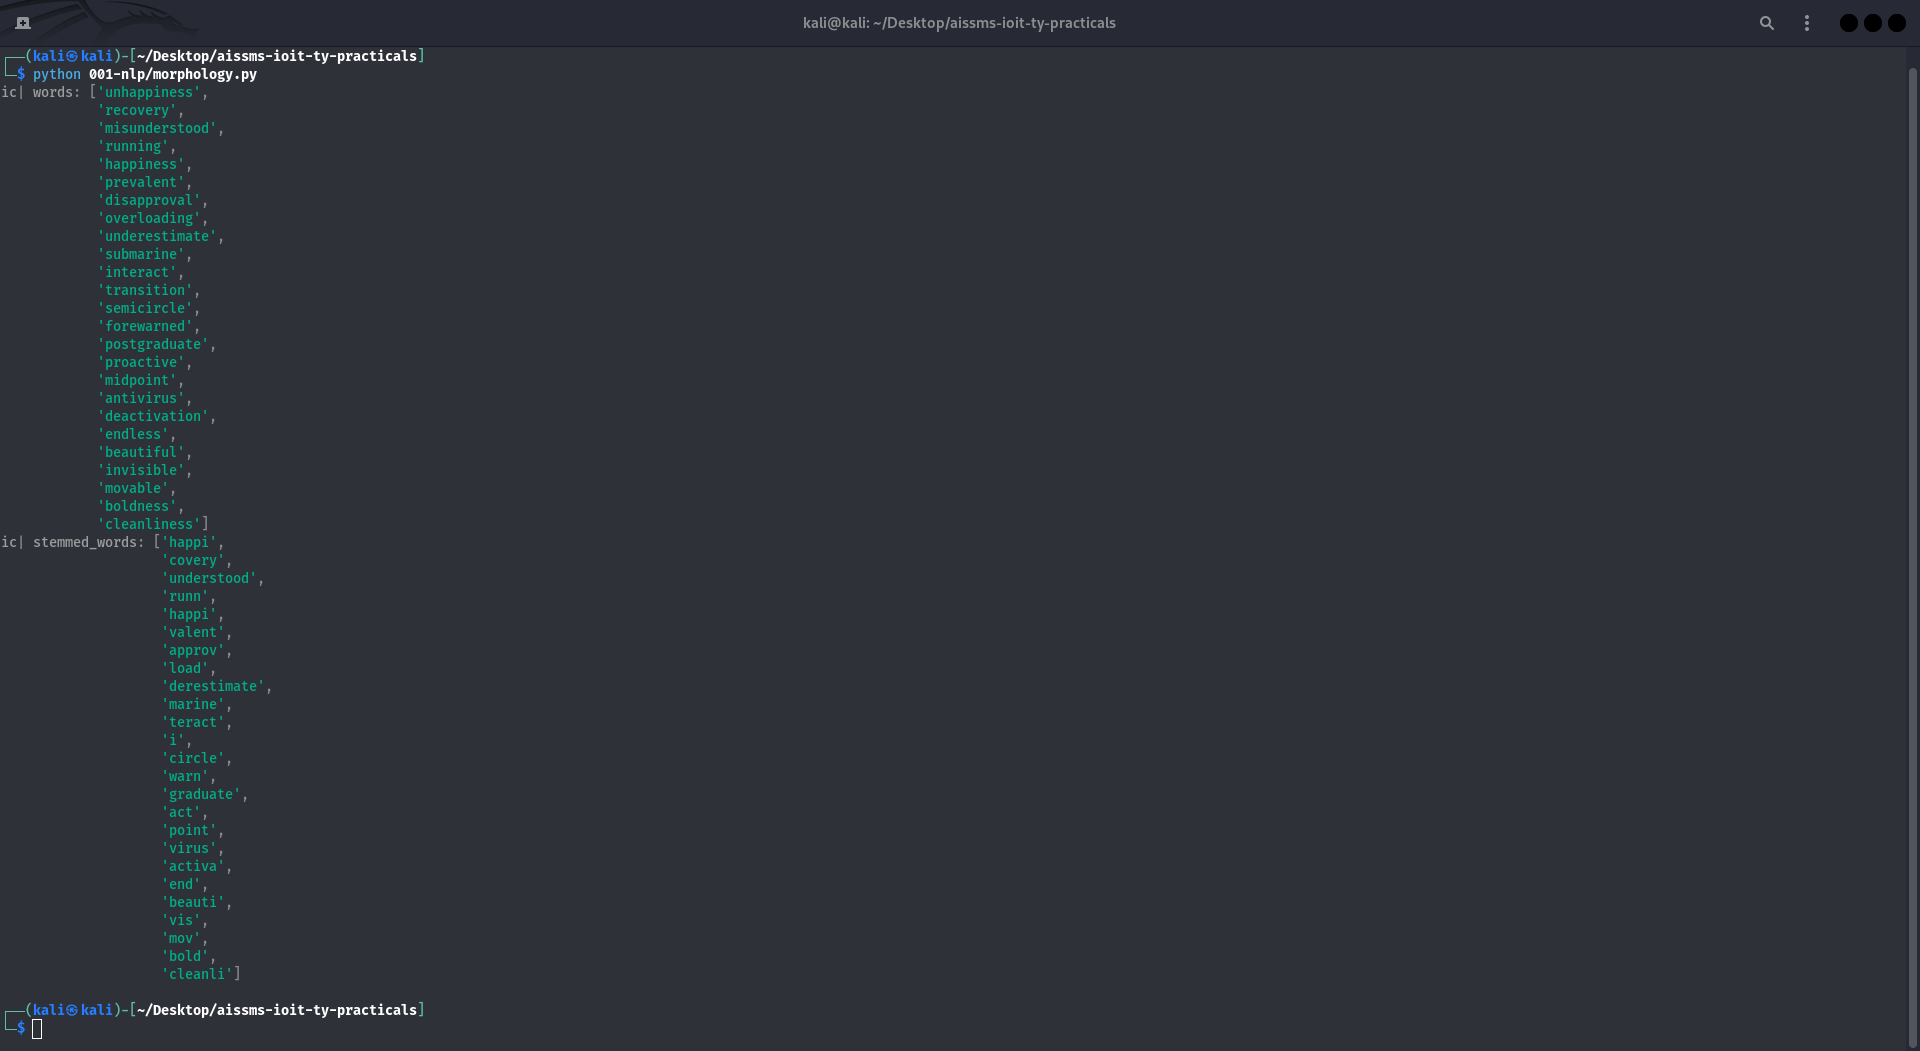 kali@kali: ~/Desktop/aissms-ioit-ty-practicals
┌──(kali㉿kali)-[~/Desktop/aissms-ioit-ty-practicals]
└─$ python 001-nlp/morphology.py
ic| words: ['unhappiness',
            'recovery',
            'misunderstood',
            'running',
            'happiness',
            'prevalent',
            'disapproval',
            'overloading',
            'underestimate',
            'submarine',
            'interact',
            'transition',
            'semicircle',
            'forewarned',
            'postgraduate',
            'proactive',
            'midpoint',
            'antivirus',
            'deactivation',
            'endless',
            'beautiful',
            'invisible',
            'movable',
            'boldness',
            'cleanliness']
ic| stemmed_words: ['happi',
                    'covery',
                    'understood',
                    'runn',
                    'happi',
                    'valent',
                    'approv',
                    'load',
                    'derestimate',
                    'marine',
                    'teract',
                    'i',
                    'circle',
                    'warn',
                    'graduate',
                    'act',
                    'point',
                    'virus',
                    'activa',
                    'end',
                    'beauti',
                    'vis',
                    'mov',
                    'bold',
                    'cleanli']
┌──(kali㉿kali)-[~/Desktop/aissms-ioit-ty-practicals]
└─$